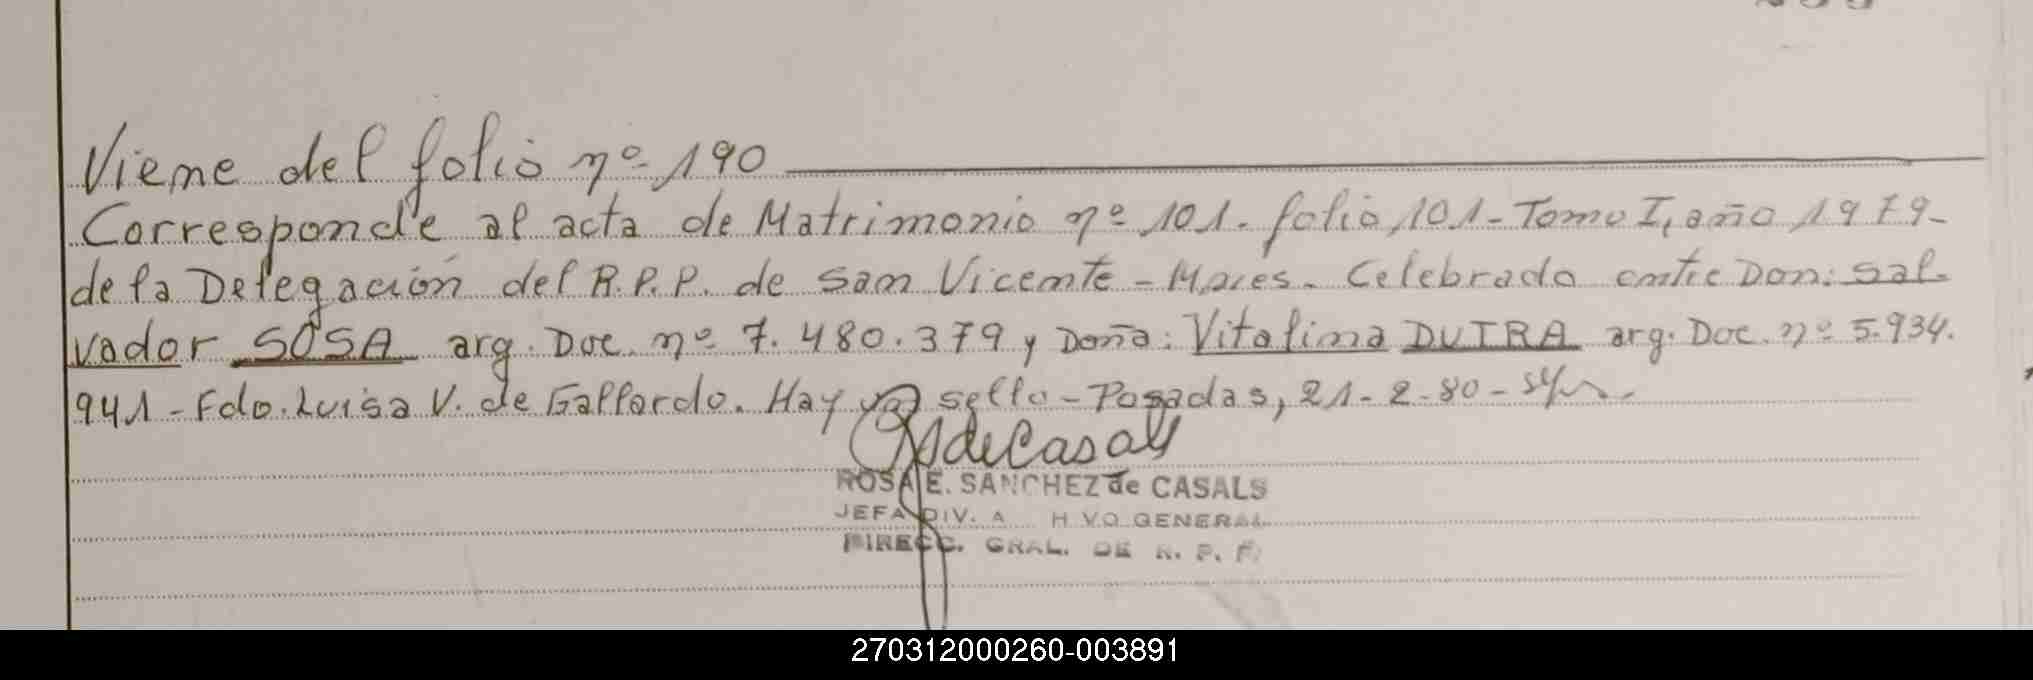 Viene del folio nº 190
Corresponde al acta de Matrimonio nº 101. folio 101 - Tomo I, año 1979-
de la Delegación del R.P.P. de San Vicente - Mnes. Celebrado entre Don: Sal-
vador SOSA arg. Doc. nº 7.480.379 y Doña: Vitalina DUTRA arg. Doc. nº 5.934.
941 - Fdo. Luisa V. de Gallardo. Hay un sello - Posadas, 21-2-80 -
ROSA E. SANCHEZ de CASALS
JEFA DIV. A H VO GENERAL
DIRECC. GRAL. DE R. P. P.
270312000260-003891